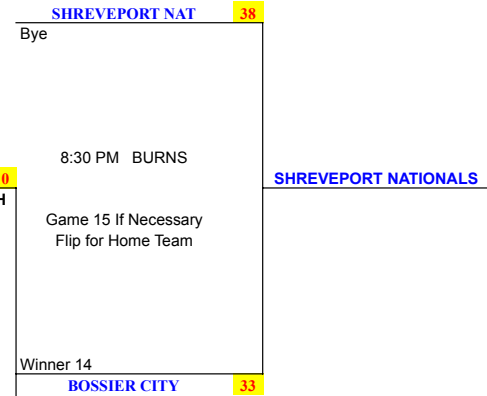 SHREVEPORT NAT 38
Bye
8:30 PM BURNS
0 SHREVEPORT NATIONALS
H
Game 15 If Necessary
Flip for Home Team
Winner 14
BOSSIER CITY 33